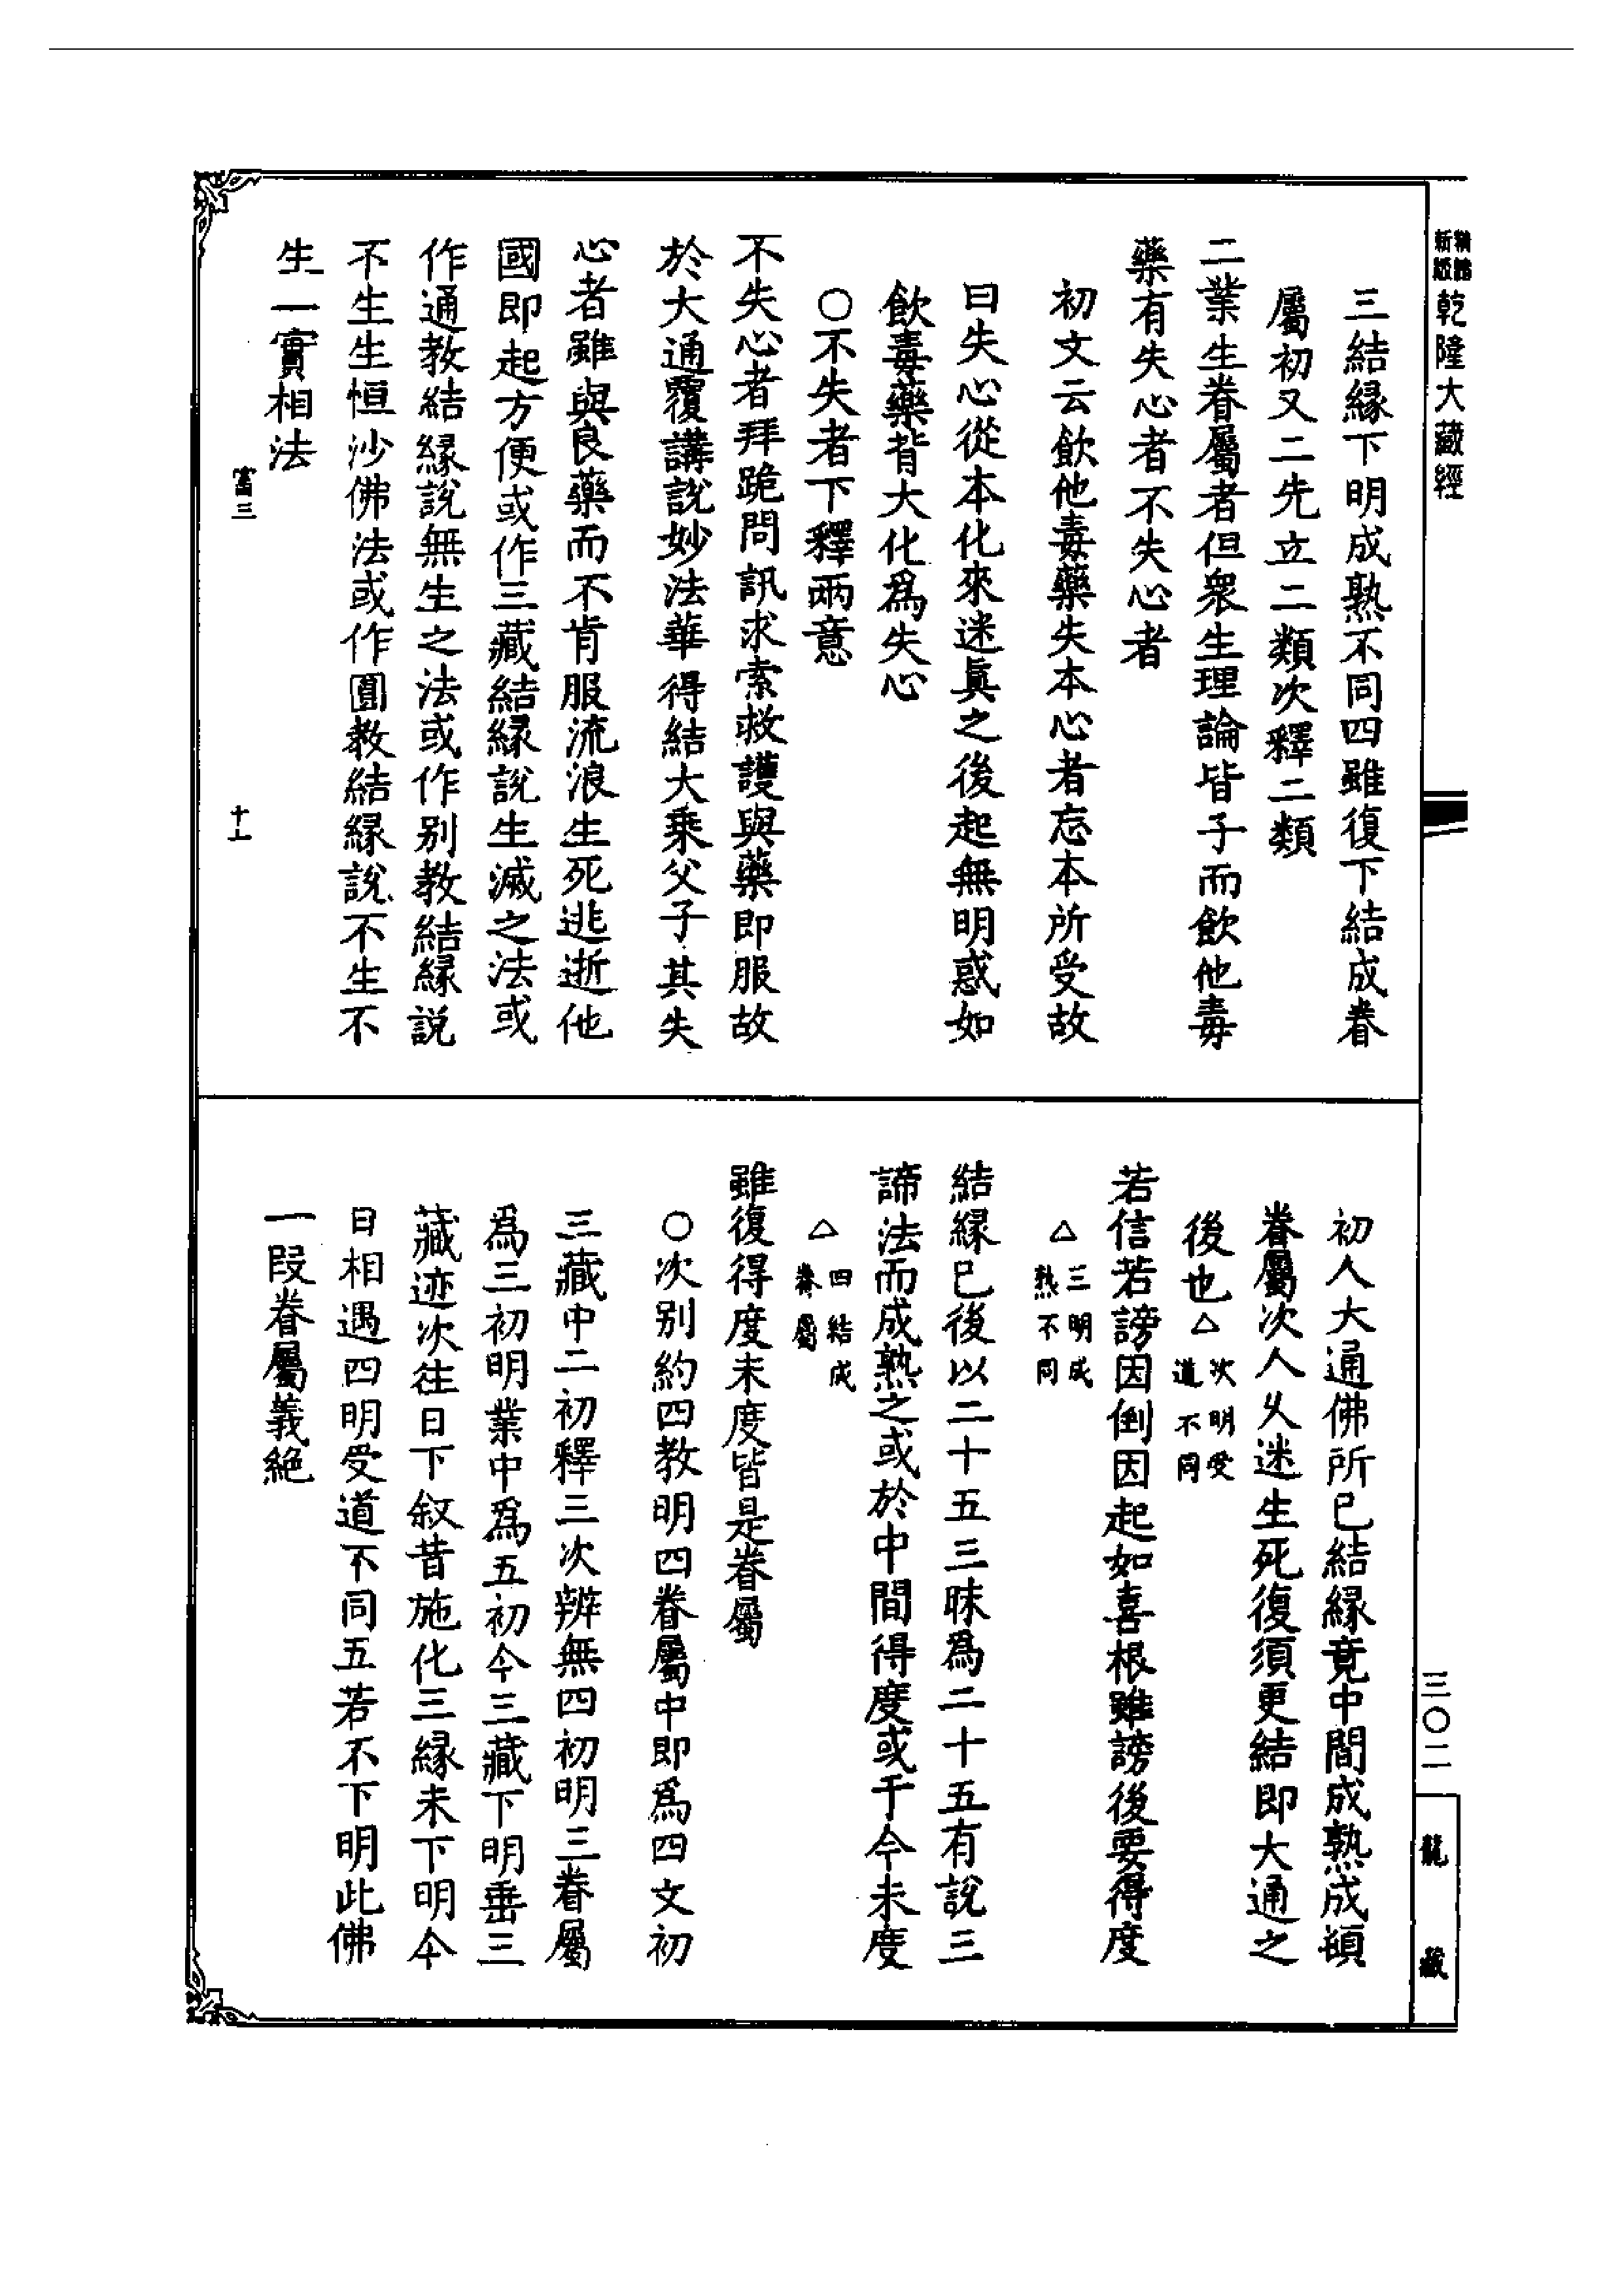 新版
乾隆大藏經
三結縁下明成熟不同四雖復下結成眷
屬初又二先立二類次釋二類
二業生眷屬者但衆生理論皆子而飲他毒
藥有失心者不失心者
初文云飲他毒藥失本心者忘本所受故
曰失心從本化來迷眞之後起無明惑如
飲毒藥背大化爲失心
○不失者下釋兩意
不失心者拜跪問訊求索救護與藥即服故
於大通覆講說妙法華得結大乗父子其失
心者雖與良藥而不肯服流浪生死逃逝他
國即起方便或作三藏結縁說生滅之法或
作通教結縁說無生之法或作别教結縁說
不生生恒沙佛法或作圓教結縁說不生不
生一實相法
富三
十一
初人大通佛所已結縁竟中間成熟成頓
眷屬次人乆迷生死復須更結即大通之
後也△次明受道不同
若信若謗因倒因起如喜根雖謗後要得度
△三明成熟不同
結縁已後以二十五三昧爲二十五有說三
諦法而成熟之或於中間得度或于今未度
△四結成眷屬
雖復得度未度皆是眷屬
○次别約四教明四眷屬中即爲四文初
三藏中二初釋三次辨無四初明三眷屬
爲三初明業中爲五初今三藏下明垂三
藏迹次往日下叙昔施化三縁未下明今
日相遇四明受道不同五若不下明此佛
一段眷屬義絕
三〇二
龍藏